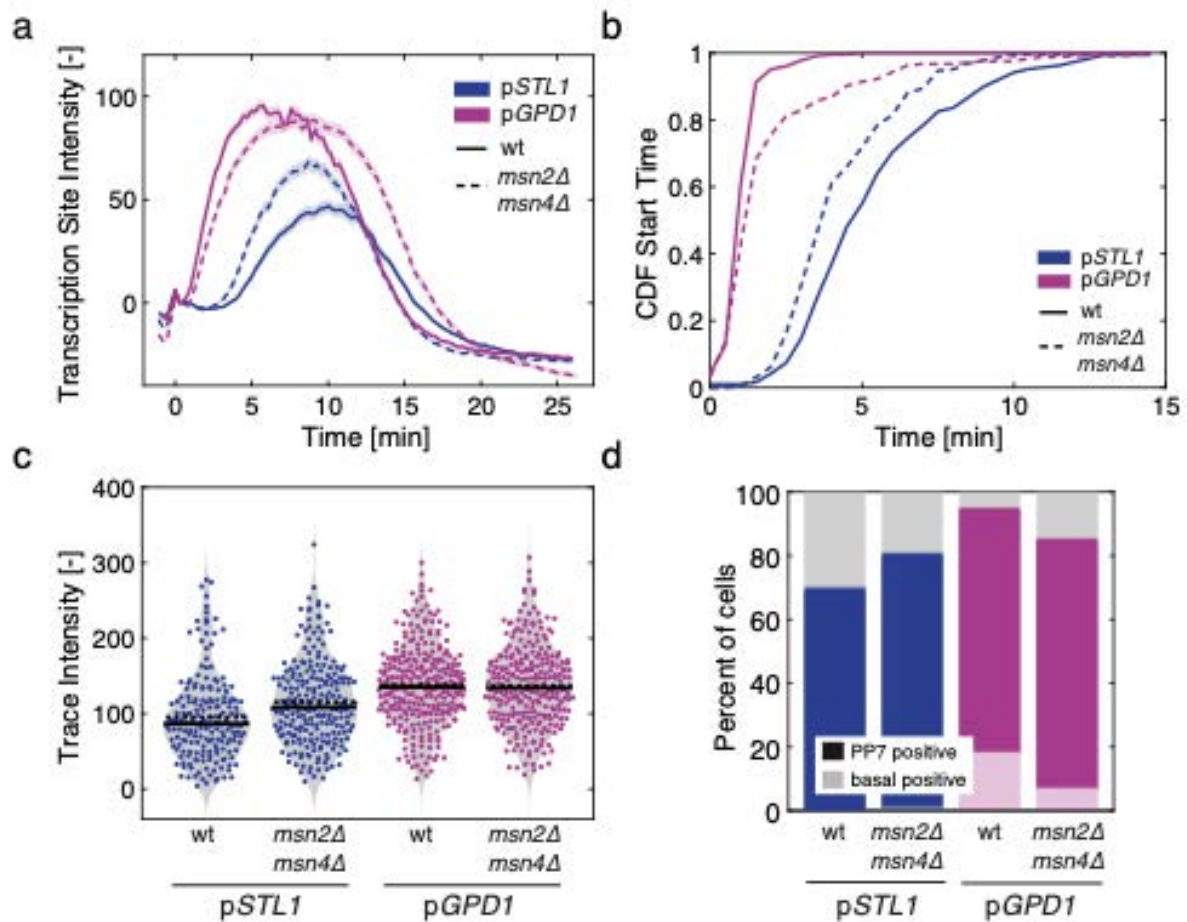 a
Transcription Site Intensity [-]
100
50
0
0 5 10 15 20 25
Time [min]
pSTL1
pGPD1
wt
msn2Δ
msn4Δ
b
CDF Start Time
1
0.8
0.6
0.4
0.2
0
0 5 10 15
Time [min]
pSTL1
pGPD1
wt
msn2Δ
msn4Δ
c
Trace Intensity [-]
400
300
200
100
0
wt msn2Δ wt msn2Δ
msn4Δ msn4Δ
pSTL1 pGPD1
d
Percent of cells
100
80
60
40
20
0
PP7 positive
basal positive
wt msn2Δ wt msn2Δ
msn4Δ msn4Δ
pSTL1 pGPD1